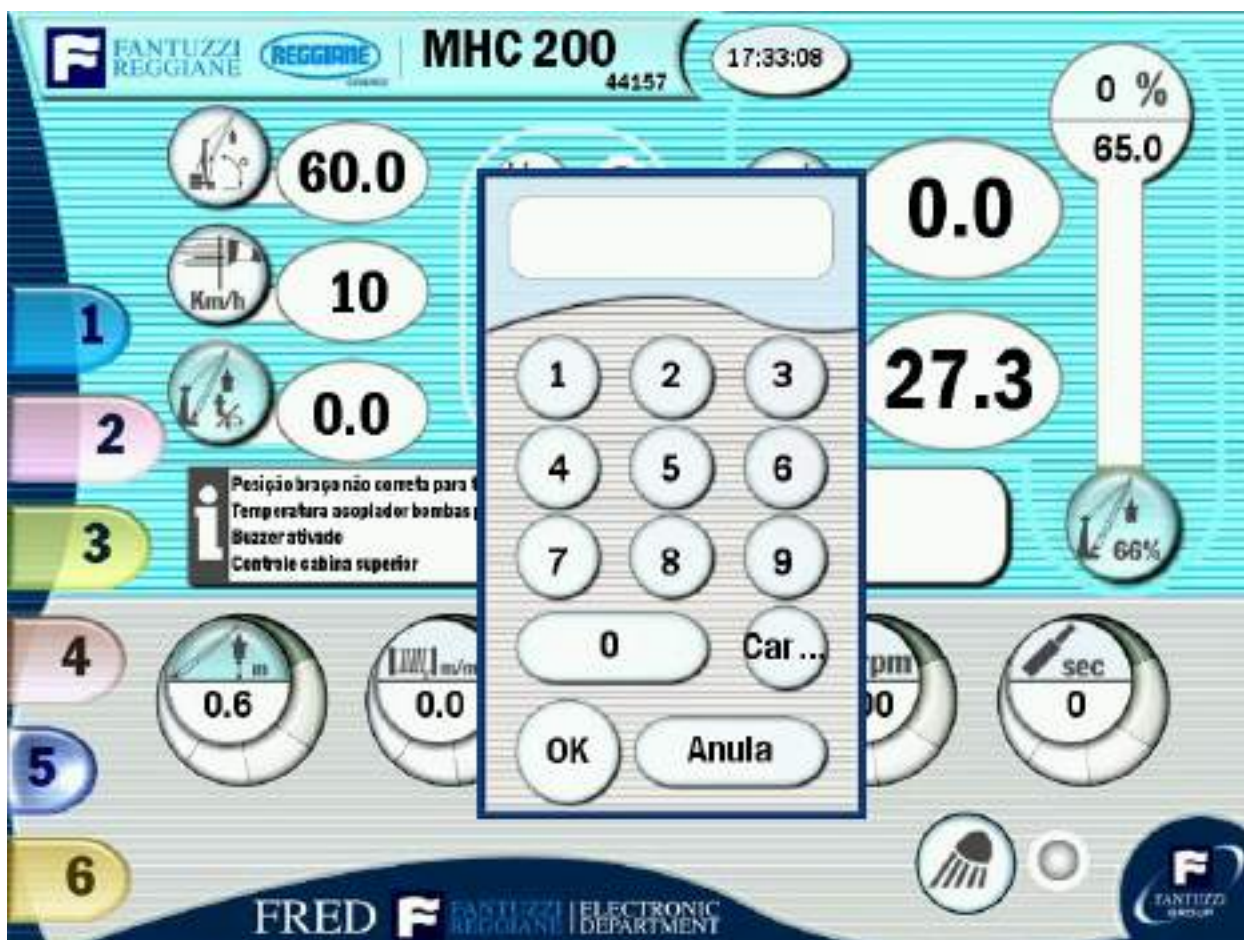 FANTUZZI
REGGIANE
REGGIANE
MHC 200
44157
17:33:08
0 %
65.0
60.0
0.0
Km/h
10
1
1 2 3
27.3
0.0
2
4 5 6
Posição braço não correta para
Temperatura acoplador bombas
Buzzer ativado
Controle cabina superior
3
7 8 9
66%
0 Car...
4
m
0.6
m/m
0.0
rpm
00
sec
0
OK Anula
5
6
FRED
FANTUZZI
REGGIANE
ELECTRONIC
DEPARTMENT
F
FANTUZZI
GROUP